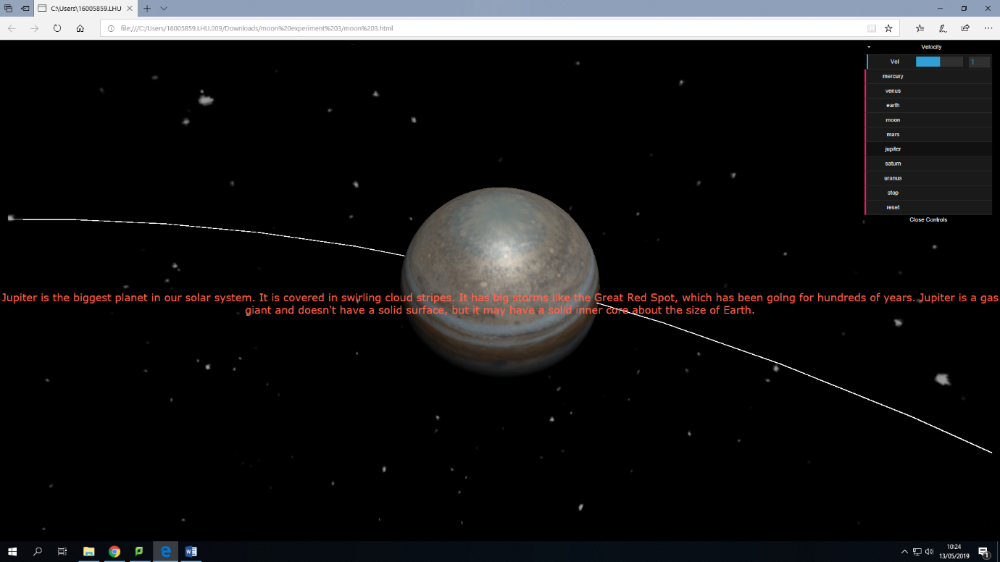 C:\Users\16005859.LHU
file:///C:/Users/16005859.LHU.009/Downloads/moon%20experiment%203/moon%203.html
Velocity
Vel 1
mercury
venus
earth
moon
mars
jupiter
saturn
uranus
stop
reset
Close Controls
Jupiter is the biggest planet in our solar system. It is covered in swirling cloud stripes. It has big storms like the Great Red Spot, which has been going for hundreds of years. Jupiter is a gas
giant and doesn't have a solid surface, but it may have a solid inner core about the size of Earth.
10:24
13/05/2019
1